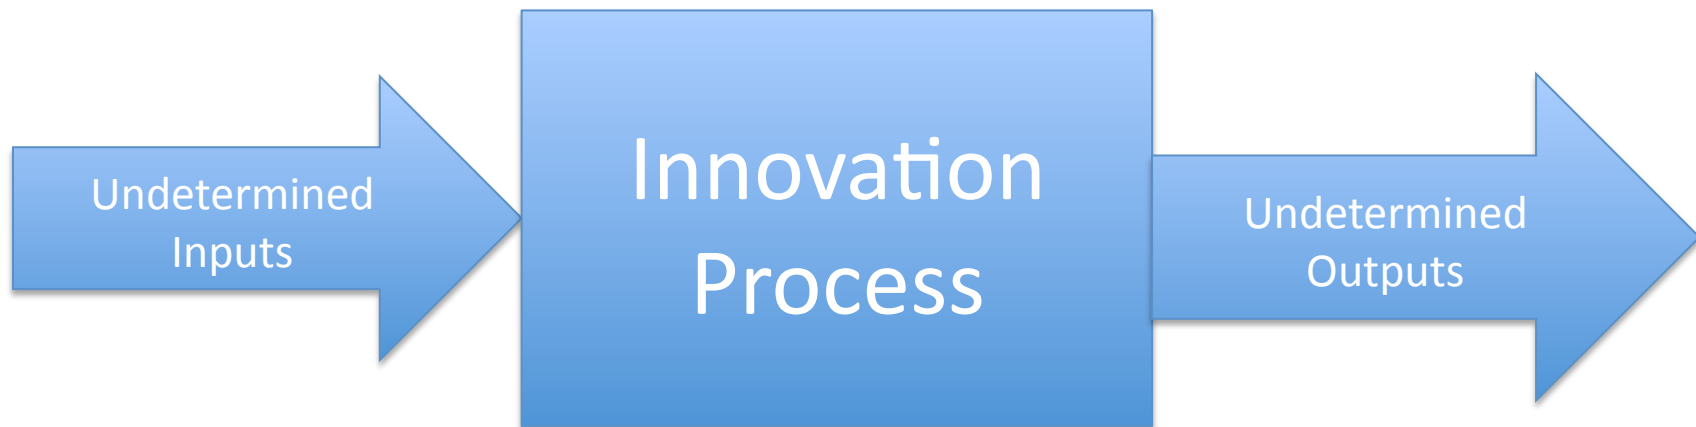 Undetermined
Inputs
Innovation
Process
Undetermined
Outputs